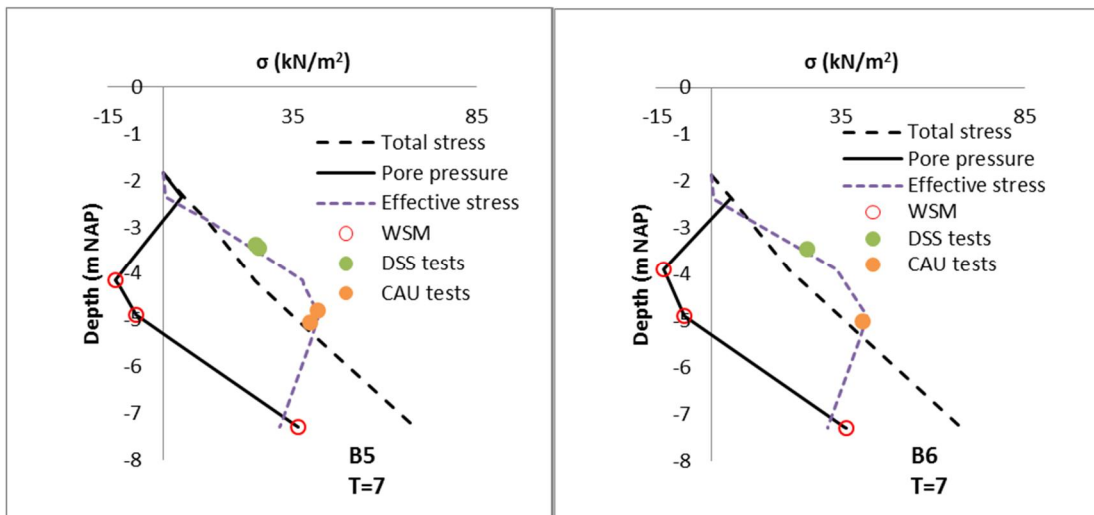 σ (kN/m²)
0
-15 35 85
-1
-2
-3
-4
-5
-6
-7
-8
Depth (m NAP)
Total stress
Pore pressure
Effective stress
WSM
DSS tests
CAU tests
B5
T=7
σ (kN/m²)
0
-15 35 85
-1
-2
-3
-4
-5
-6
-7
-8
Depth (m NAP)
Total stress
Pore pressure
Effective stress
WSM
DSS tests
CAU tests
B6
T=7